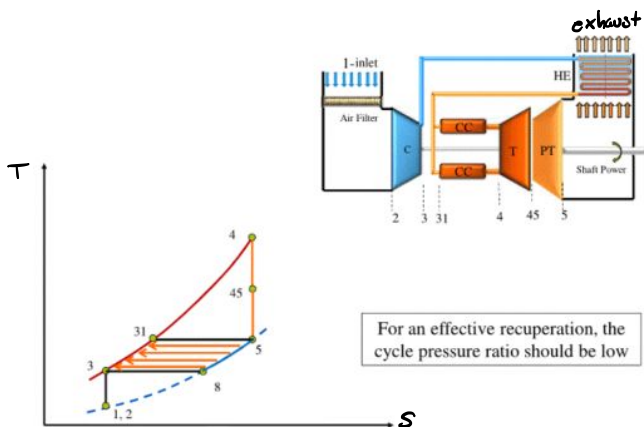 exhaust
1-inlet
HE
Air Filter
CC
C
T
PT
CC
Shaft Power
2
3
31
4
45
5
T
4
45
31
5
3
8
1, 2
S
For an effective recuperation, the
cycle pressure ratio should be low